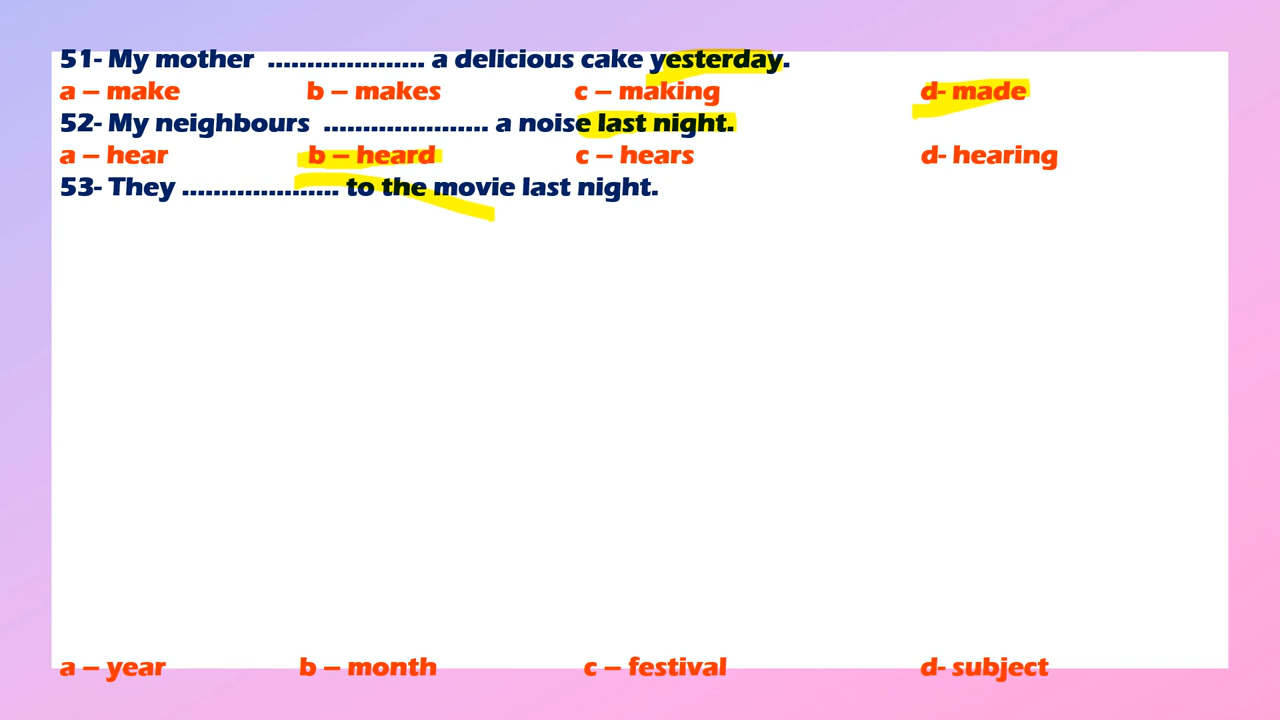 51- My mother .................... a delicious cake yesterday.
a – make b – makes c – making d- made
52- My neighbours ..................... a noise last night.
a – hear b – heard c – hears d- hearing
53- They .................... to the movie last night.
a – year b – month c – festival d- subject